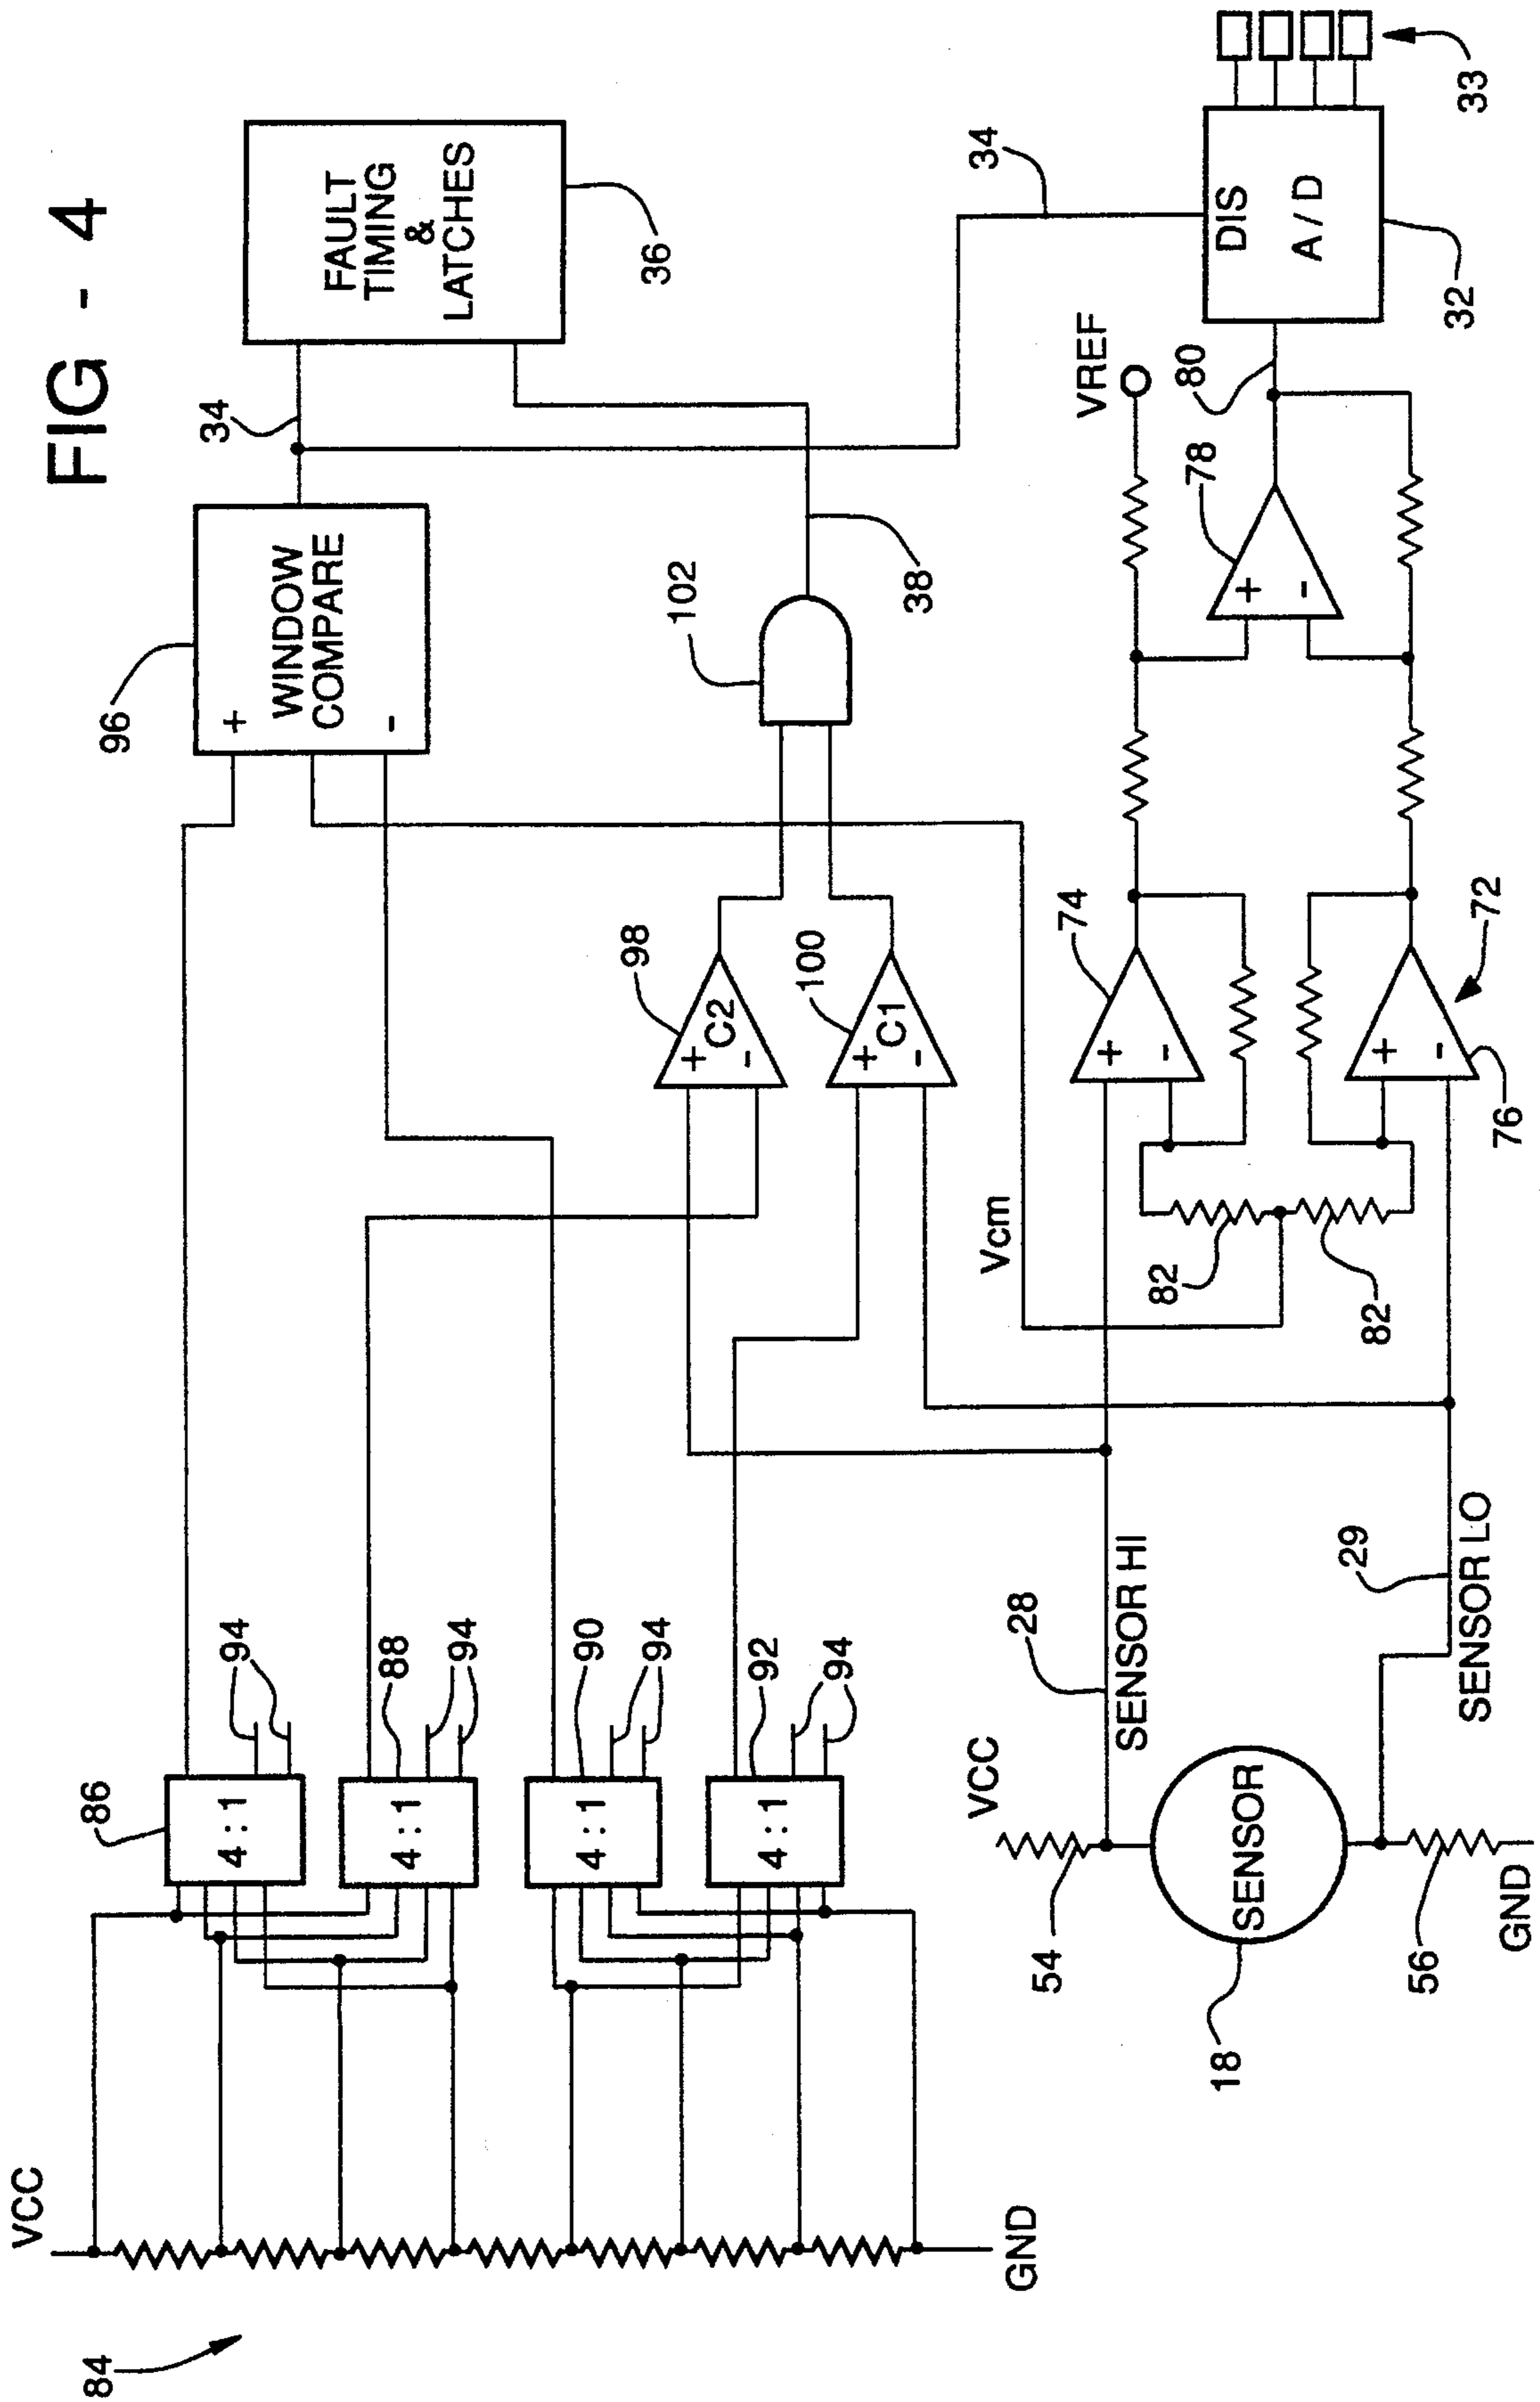 FIG - 4
84
VCC
GND
86
4 : 1
94
88
4 : 1
94
90
4 : 1
94
92
4 : 1
94
96
+
WINDOW
COMPARE
-
34
FAULT
TIMING
&
LATCHES
36
98
+
C2
-
100
+
C1
-
102
38
34
Vcm
VCC
54
28
SENSOR HI
18
SENSOR
56
GND
29
SENSOR LO
82
82
74
+
-
72
+
-
76
VREF
78
+
-
80
DIS
A / D
32
33